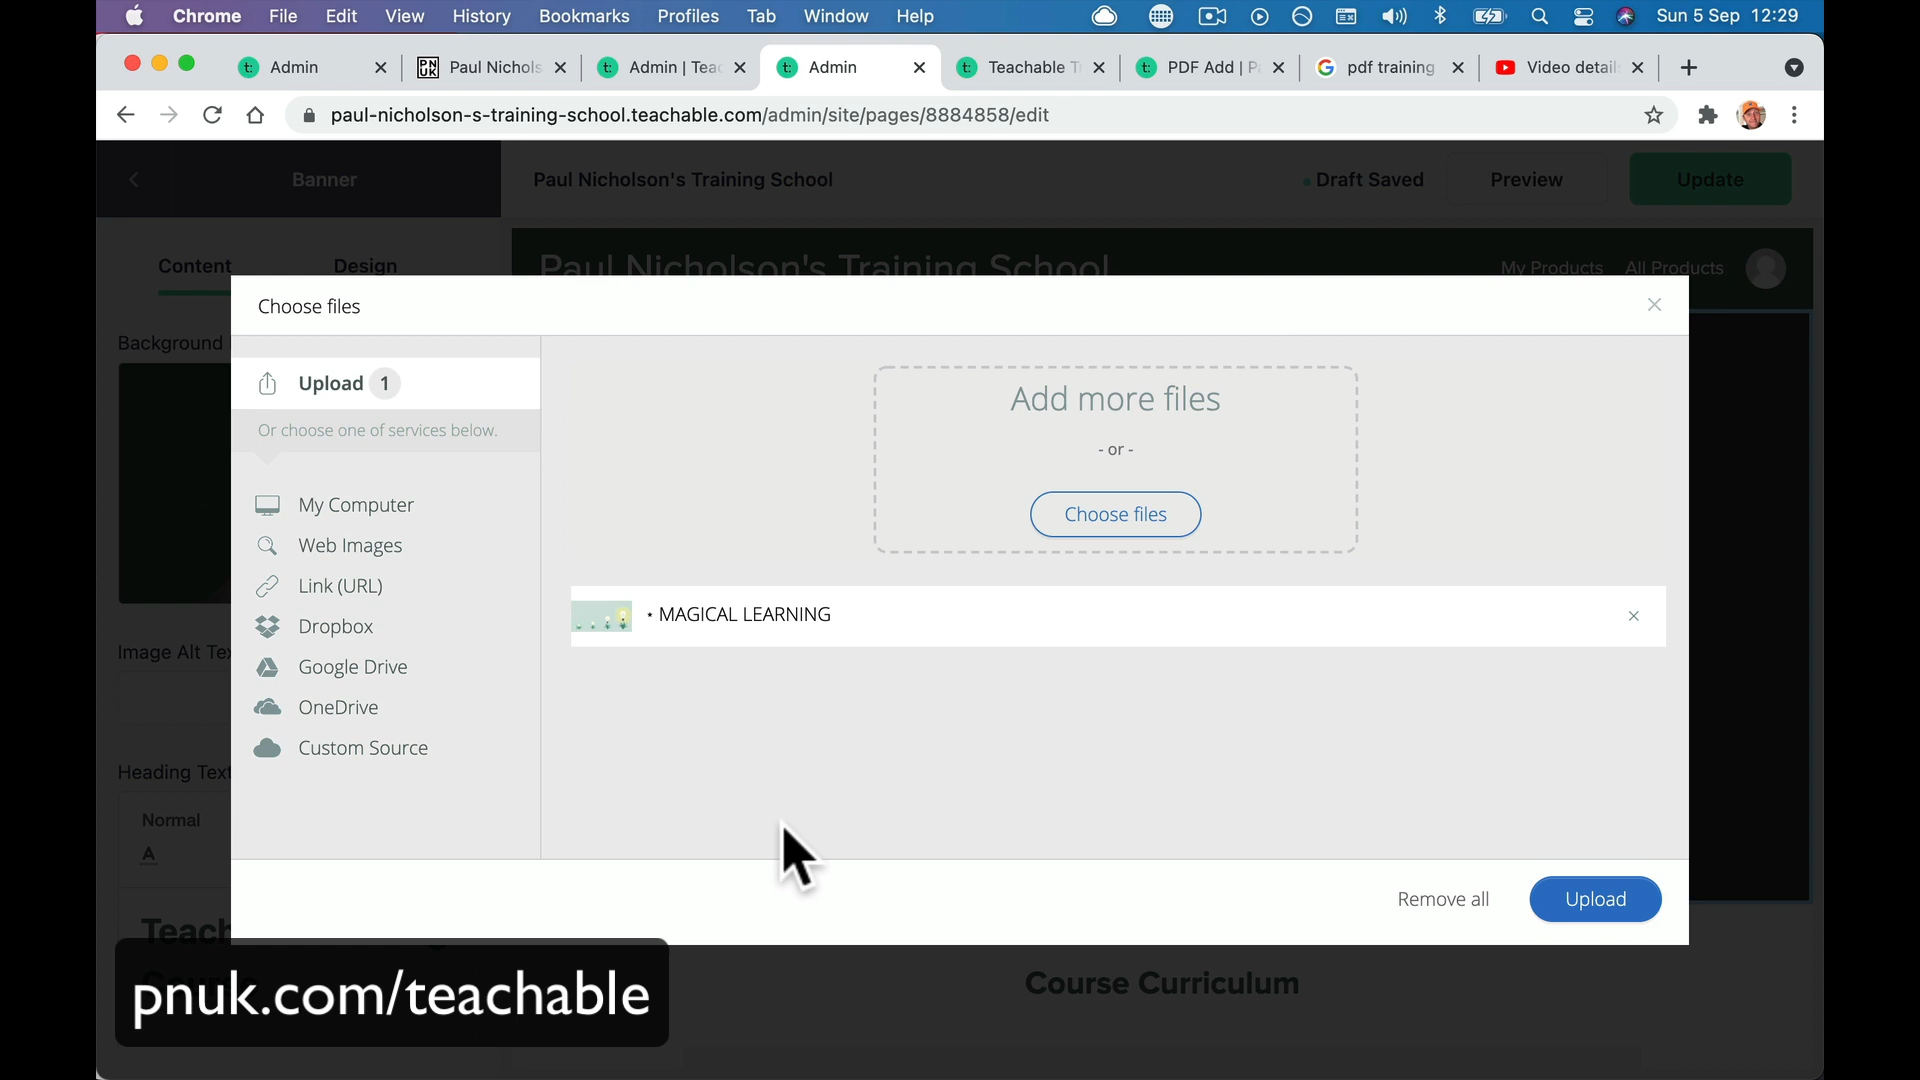 Chrome File Edit View History Bookmarks Profiles Tab Window Help Sun 5 Sep 12:29
Admin Paul Nichols Admin | Teac Admin Teachable T PDF Add | P pdf training Video detail
paul-nicholson-s-training-school.teachable.com/admin/site/pages/8884858/edit
Banner Paul Nicholson's Training School Draft Saved Preview Update
Content Design Paul Nicholson's Training School My Products All Products
Choose files
Background
Upload 1
Or choose one of services below.
Add more files
- or -
Choose files
My Computer
Web Images
Link (URL)
Dropbox
Google Drive
OneDrive
Custom Source
• MAGICAL LEARNING
Image Alt Tex
Heading Text
Normal
A
Remove all Upload
Teach
Course Curriculum
pnuk.com/teachable